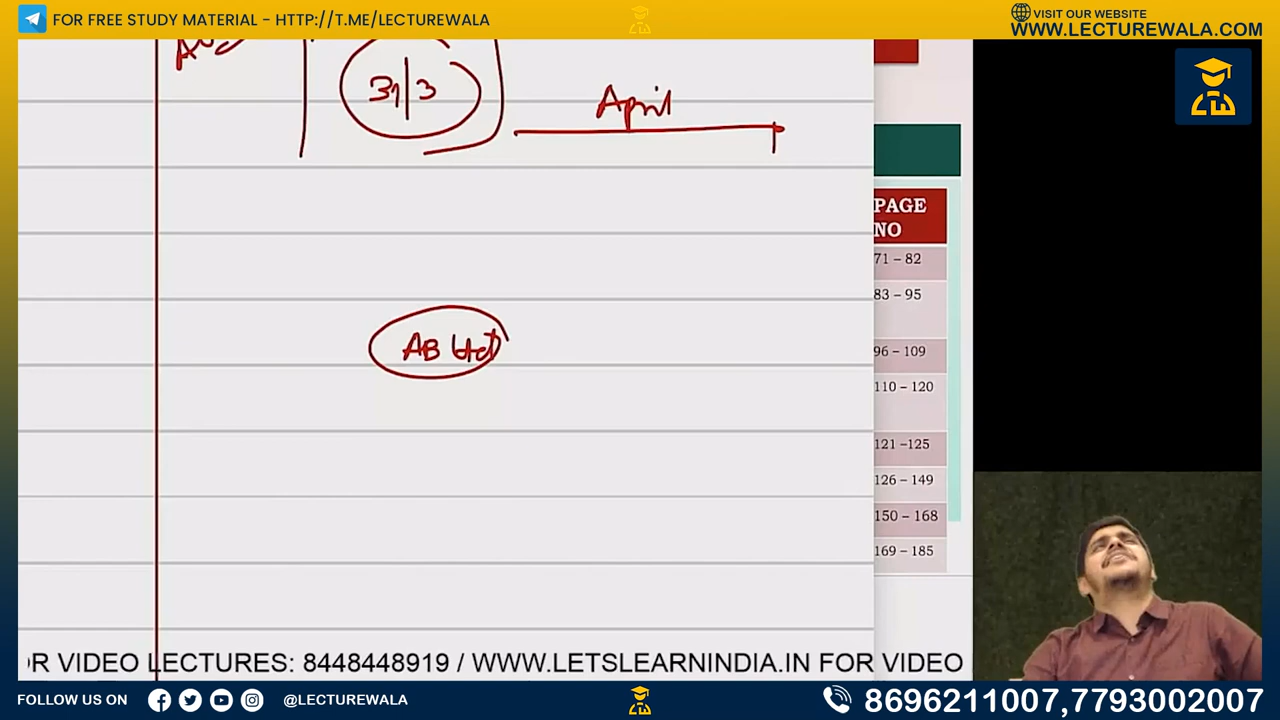 FOR FREE STUDY MATERIAL - HTTP://T.ME/LECTUREWALA
VISIT OUR WEBSITE
WWW.LECTUREWALA.COM
31/3
April
PAGE
NO
71 – 82
83 – 95
96 – 109
110 – 120
121 –125
126 – 149
150 – 168
169 – 185
AB Ltd
OR VIDEO LECTURES: 8448448919 / WWW.LETSLEARNINDIA.IN FOR VIDEO
FOLLOW US ON
@LECTUREWALA
8696211007,7793002007